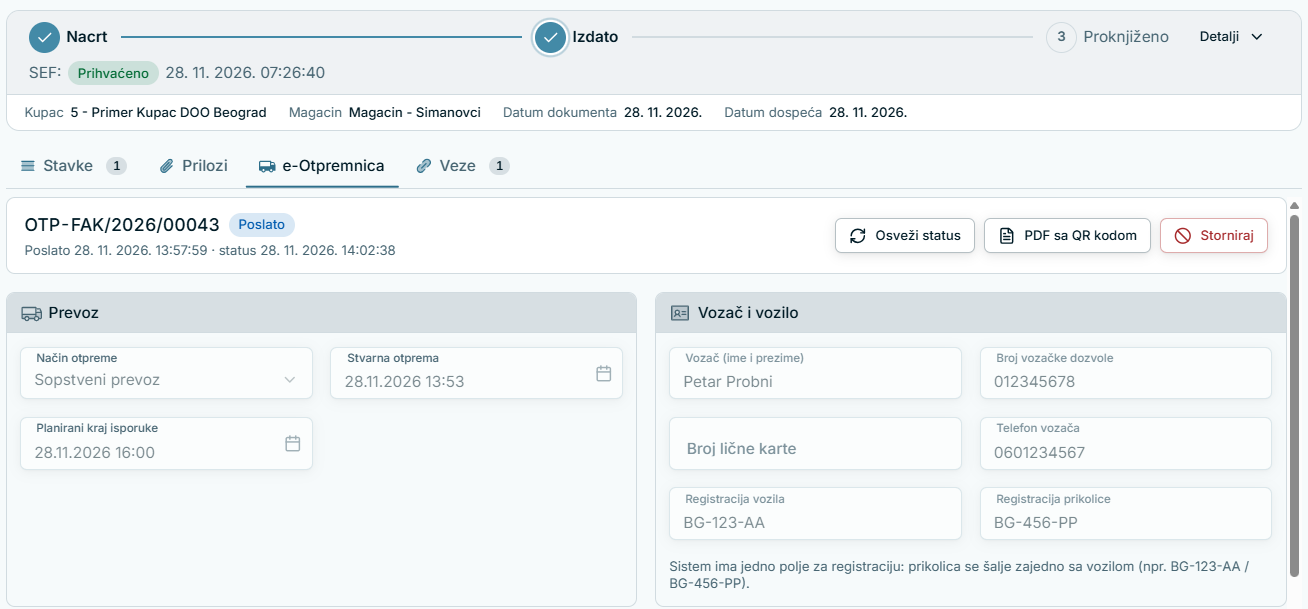 Nacrt
Izdato
3 Proknjiženo
Detalji
SEF: Prihvaćeno 28. 11. 2026. 07:26:40
Kupac 5 - Primer Kupac DOO Beograd Magacin Magacin - Simanovci Datum dokumenta 28. 11. 2026. Datum dospeća 28. 11. 2026.
Stavke 1 Prilozi e-Otpremnica Veze 1
OTP-FAK/2026/00043 Poslato
Poslato 28. 11. 2026. 13:57:59 · status 28. 11. 2026. 14:02:38
Osveži status PDF sa QR kodom Storniraj
Prevoz
Način otpreme
Sopstveni prevoz
Stvarna otprema
28.11.2026 13:53
Planirani kraj isporuke
28.11.2026 16:00
Vozač i vozilo
Vozač (ime i prezime)
Petar Probni
Broj vozačke dozvole
012345678
Broj lične karte
Telefon vozača
0601234567
Registracija vozila
BG-123-AA
Registracija prikolice
BG-456-PP
Sistem ima jedno polje za registraciju: prikolica se šalje zajedno sa vozilom (npr. BG-123-AA /
BG-456-PP).